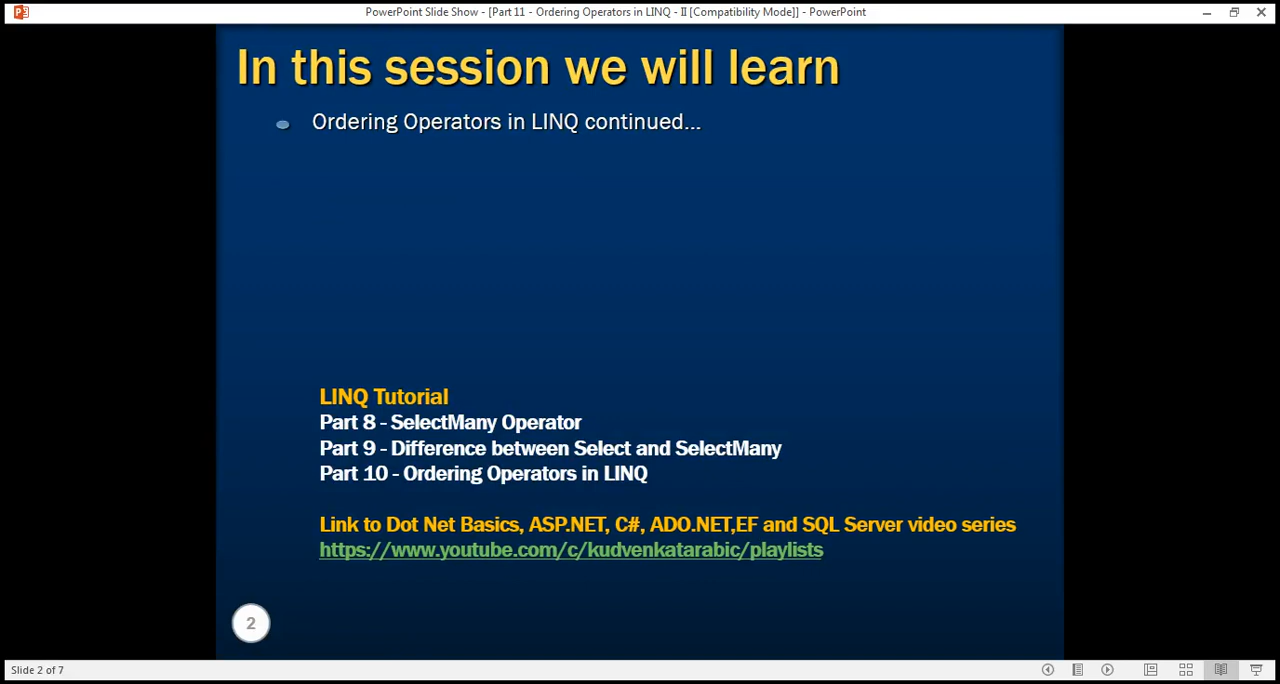 PowerPoint Slide Show - [Part 11 - Ordering Operators in LINQ - II [Compatibility Mode]] - PowerPoint
In this session we will learn
Ordering Operators in LINQ continued...
LINQ Tutorial
Part 8 - SelectMany Operator
Part 9 - Difference between Select and SelectMany
Part 10 - Ordering Operators in LINQ
Link to Dot Net Basics, ASP.NET, C#, ADO.NET,EF and SQL Server video series
https://www.youtube.com/c/kudvenkatarabic/playlists
2
Slide 2 of 7